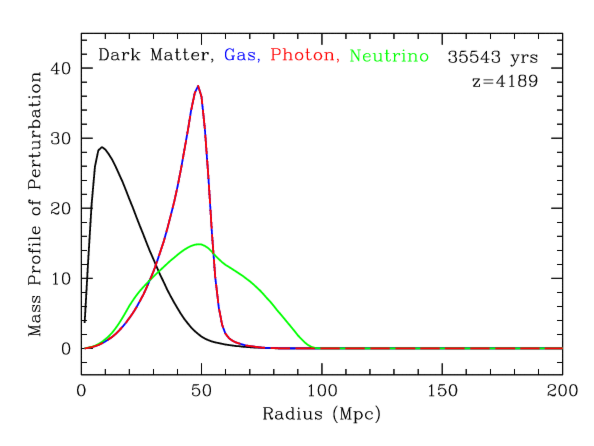 Dark Matter, Gas, Photon, Neutrino 35543 yrs
z=4189
Mass Profile of Perturbation
40
30
20
10
0
0 50 100 150 200
Radius (Mpc)